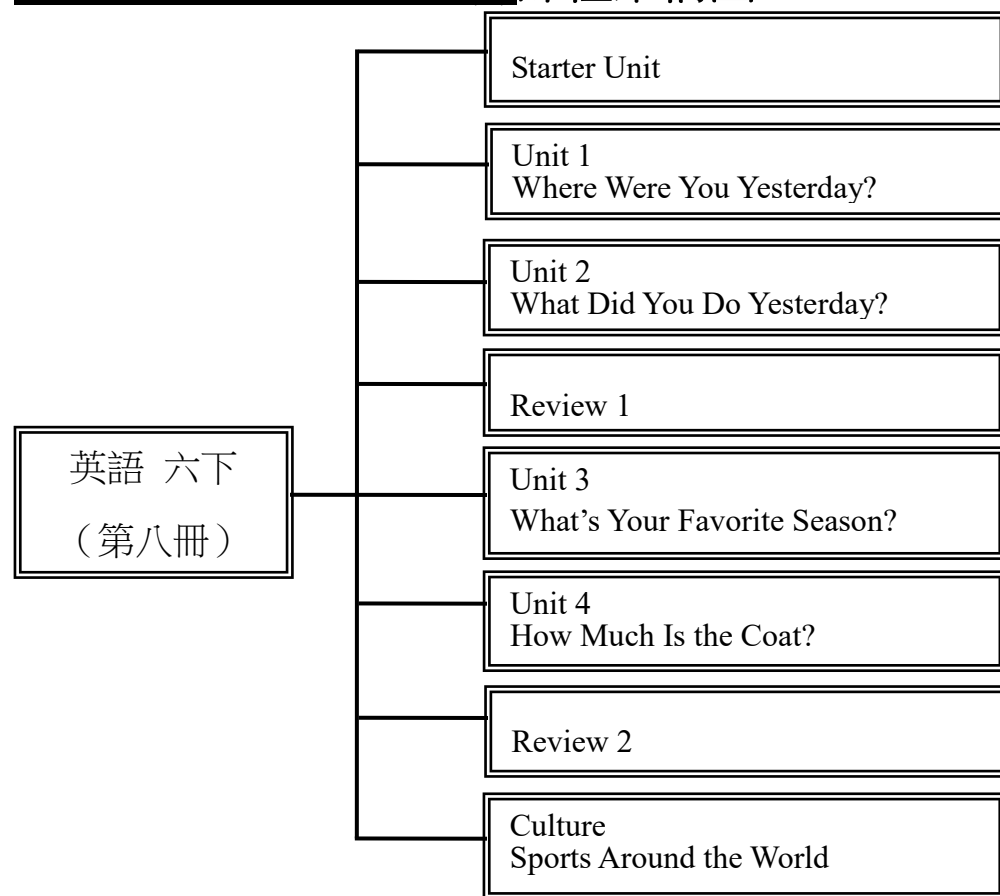 Starter Unit
Unit 1
Where Were You Yesterday?
Unit 2
What Did You Do Yesterday?
Review 1
英語 六下
（第八冊）
Unit 3
What’s Your Favorite Season?
Unit 4
How Much Is the Coat?
Review 2
Culture
Sports Around the World